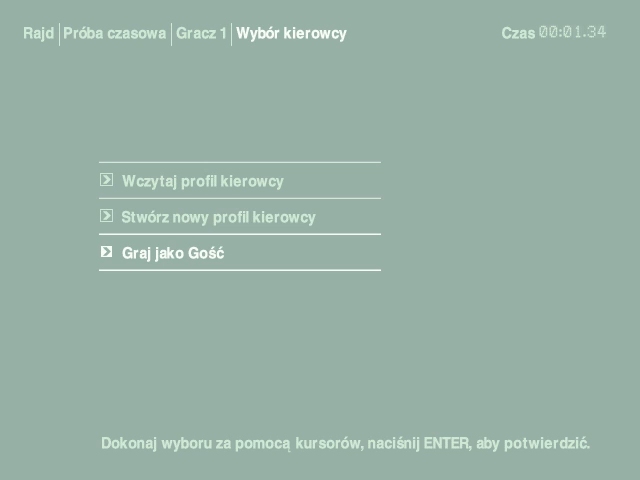 Rajd Próba czasowa Gracz 1 Wybór kierowcy Czas 00:01.34
Wczytaj profil kierowcy
Stwórz nowy profil kierowcy
Graj jako Gość
Dokonaj wyboru za pomocą kursorów, naciśnij ENTER, aby potwierdzić.